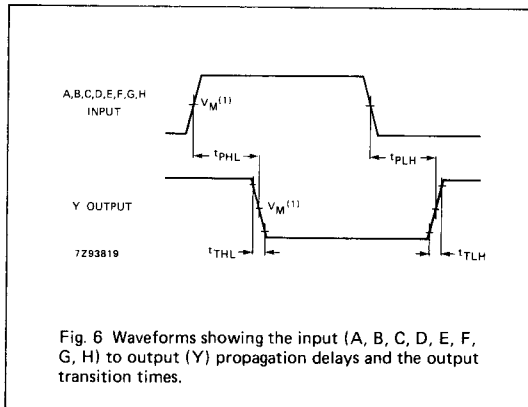 A,B,C,D,E,F,G,H
INPUT
VM(1)
tPHL
tPLH
Y OUTPUT
VM(1)
7Z93819
tTHL
tTLH
Fig. 6 Waveforms showing the input (A, B, C, D, E, F,
G, H) to output (Y) propagation delays and the output
transition times.